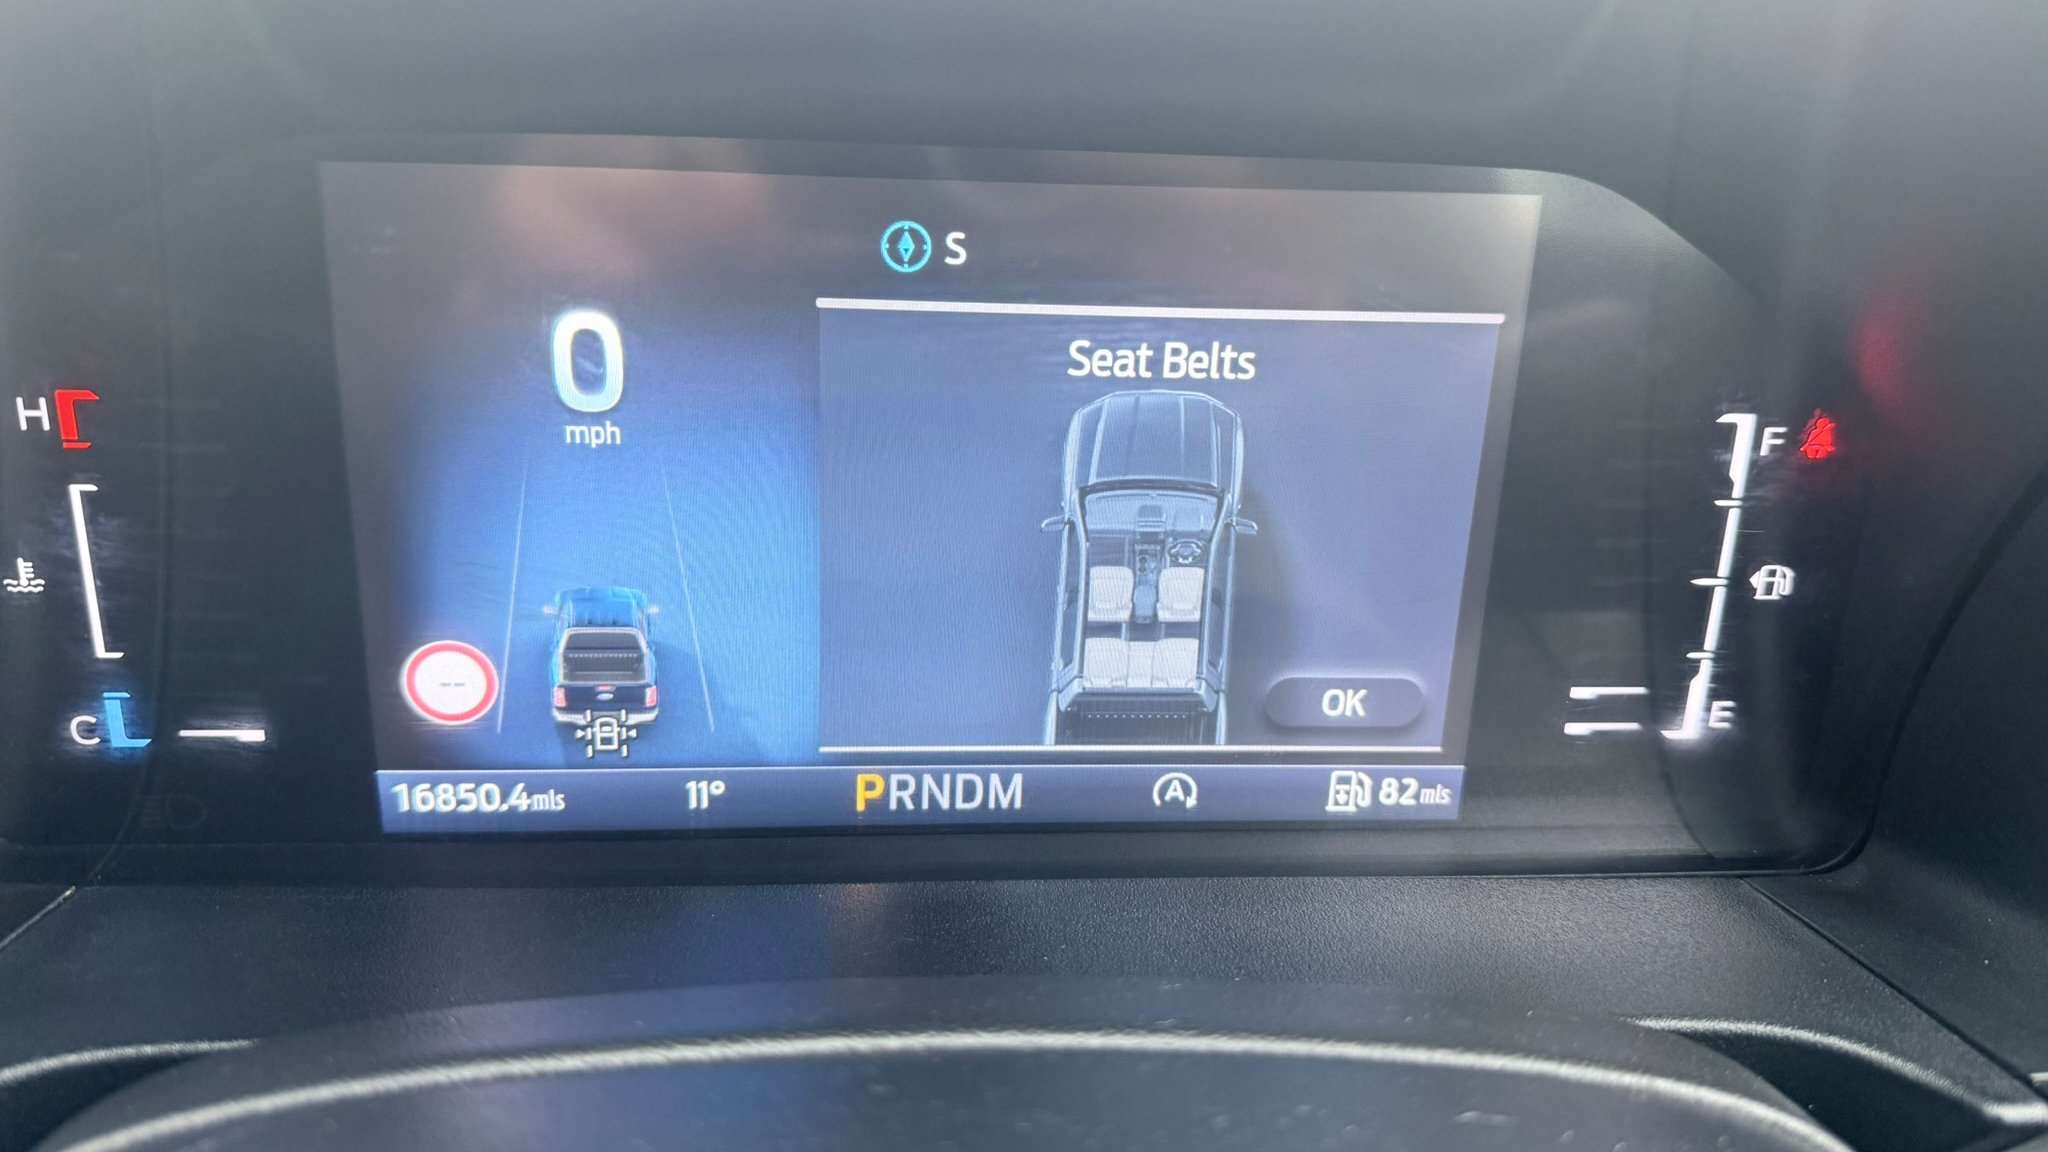 S
0
mph
Seat Belts
H
F
--
OK
C
E
16850.4mls
11°
PRNDM
A
82mls